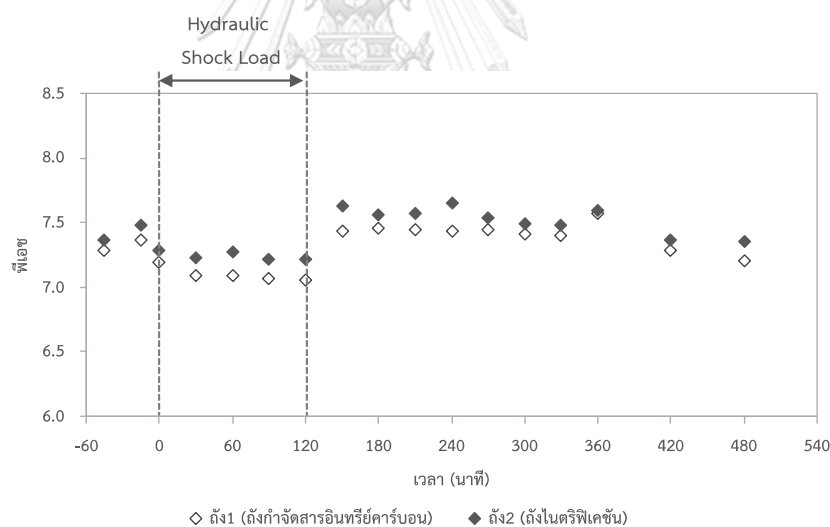 Hydraulic
Shock Load
8.5
8.0
7.5
7.0
6.5
6.0
พีเอช
-60 0 60 120 180 240 300 360 420 480 540
เวลา (นาที)
ถัง1 (ถังกำจัดสารอินทรีย์คาร์บอน) ถัง2 (ถังไนตริฟิเคชัน)